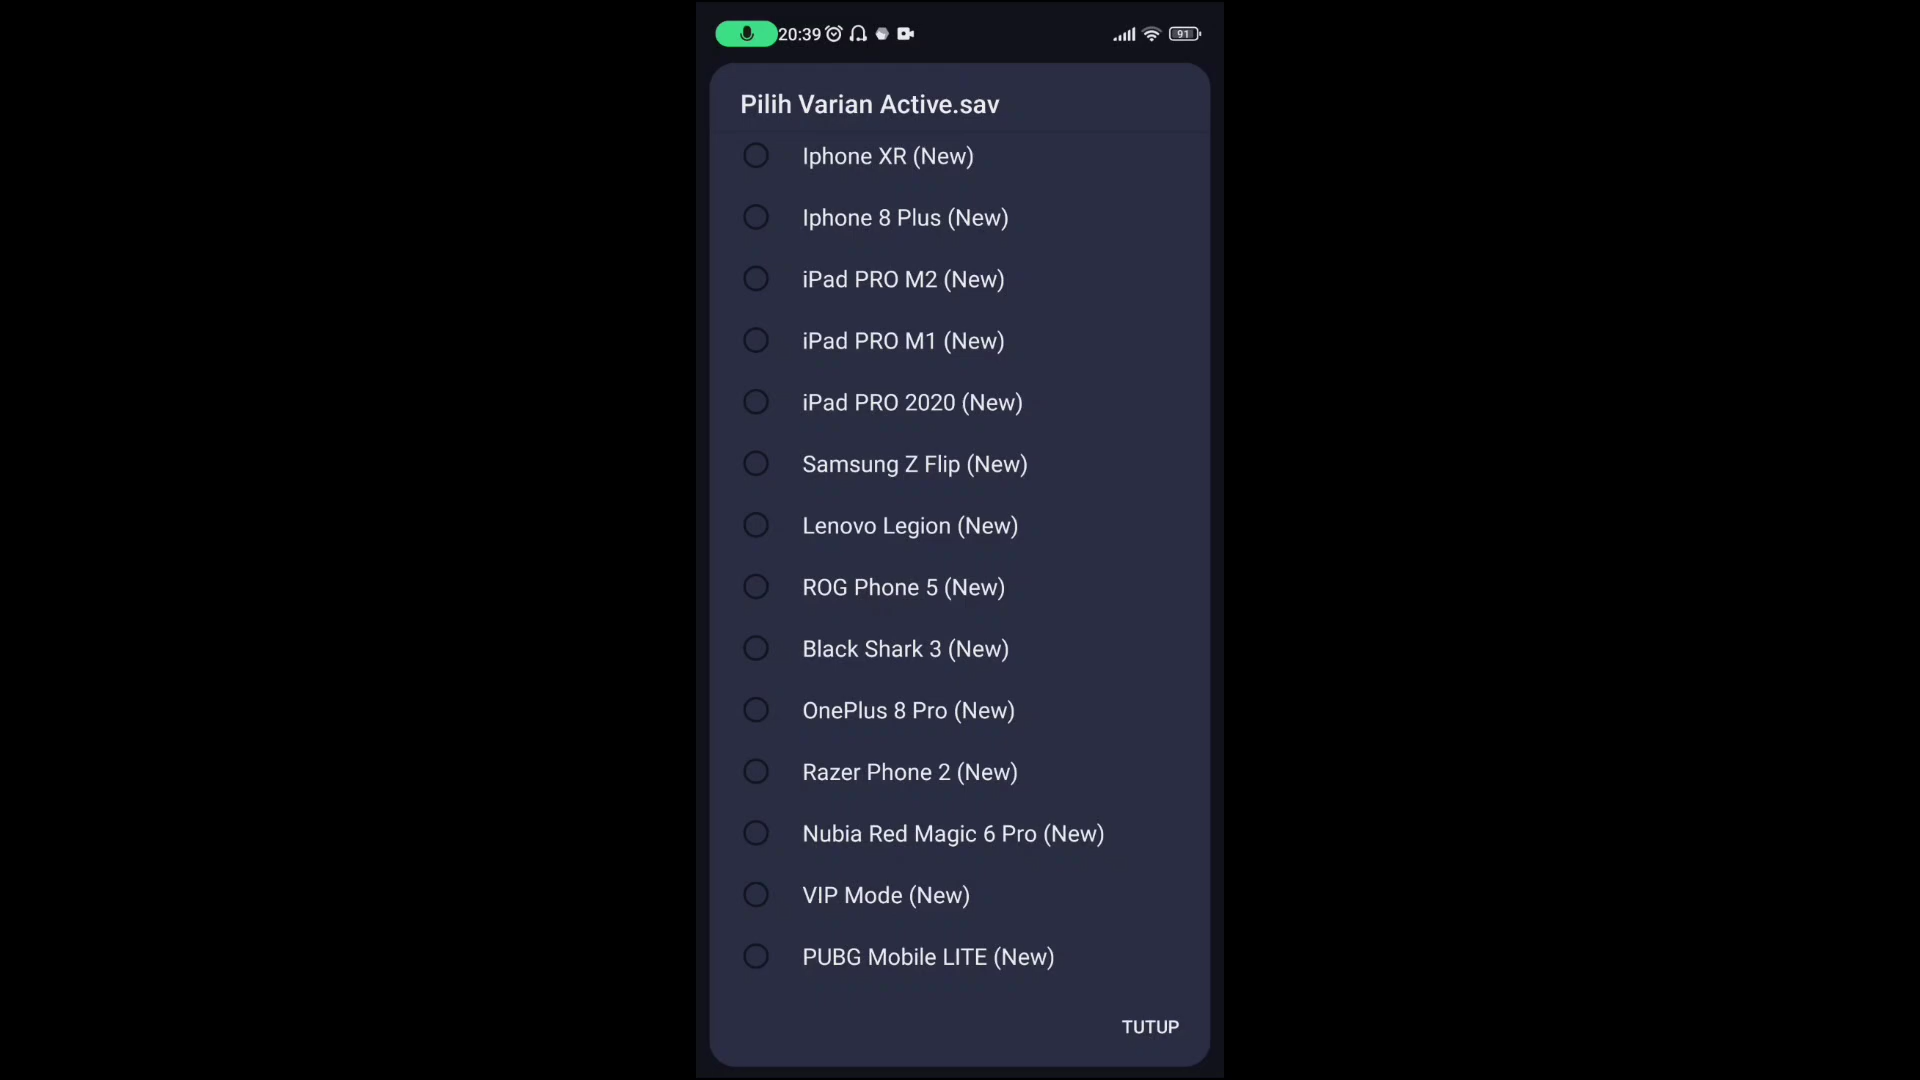 20:39
91
Pilih Varian Active.sav
Iphone XR (New)
Iphone 8 Plus (New)
iPad PRO M2 (New)
iPad PRO M1 (New)
iPad PRO 2020 (New)
Samsung Z Flip (New)
Lenovo Legion (New)
ROG Phone 5 (New)
Black Shark 3 (New)
OnePlus 8 Pro (New)
Razer Phone 2 (New)
Nubia Red Magic 6 Pro (New)
VIP Mode (New)
PUBG Mobile LITE (New)
TUTUP